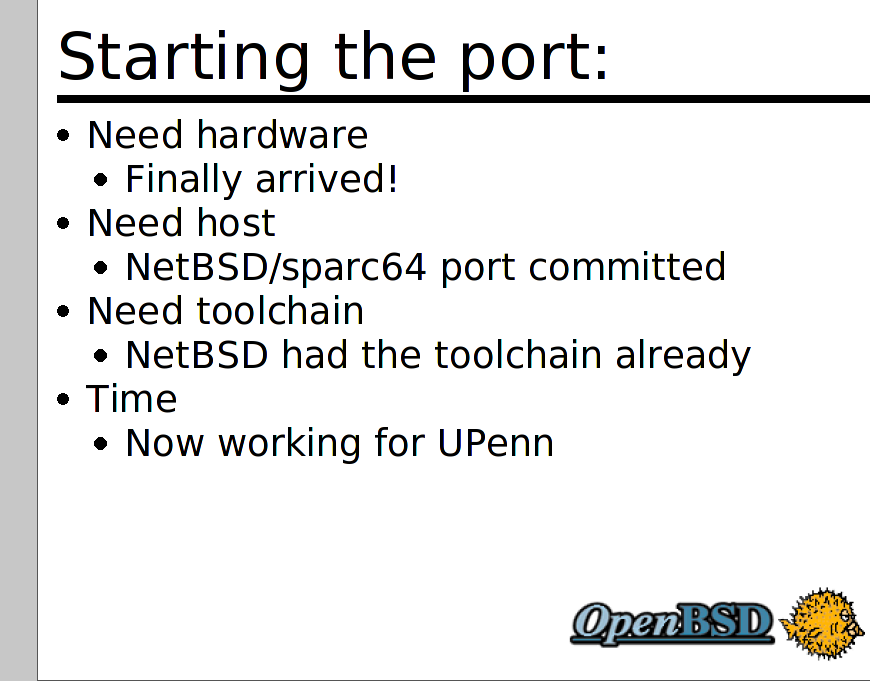 Starting the port:
• Need hardware
• Finally arrived!
• Need host
• NetBSD/sparc64 port committed
• Need toolchain
• NetBSD had the toolchain already
• Time
• Now working for UPenn
OpenBSD